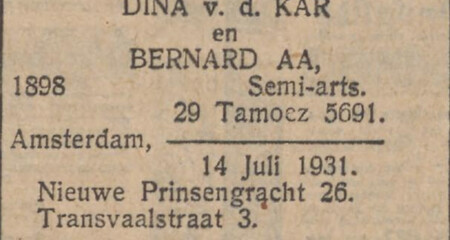 DINA v. d. KAR
en
BERNARD AA,
1898 Semi-arts.
29 Tamoez 5691.
Amsterdam,
14 Juli 1931.
Nieuwe Prinsengracht 26.
Transvaalstraat 3.